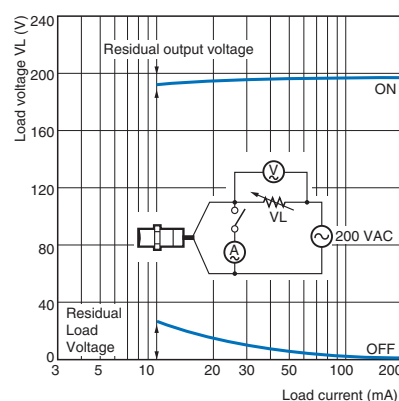 Load voltage VL (V)
240
200
160
120
80
40
0
Residual output voltage
ON
V
VL
A
200 VAC
Residual
Load
Voltage
OFF
3 5 10 20 30 50 100 200
Load current (mA)